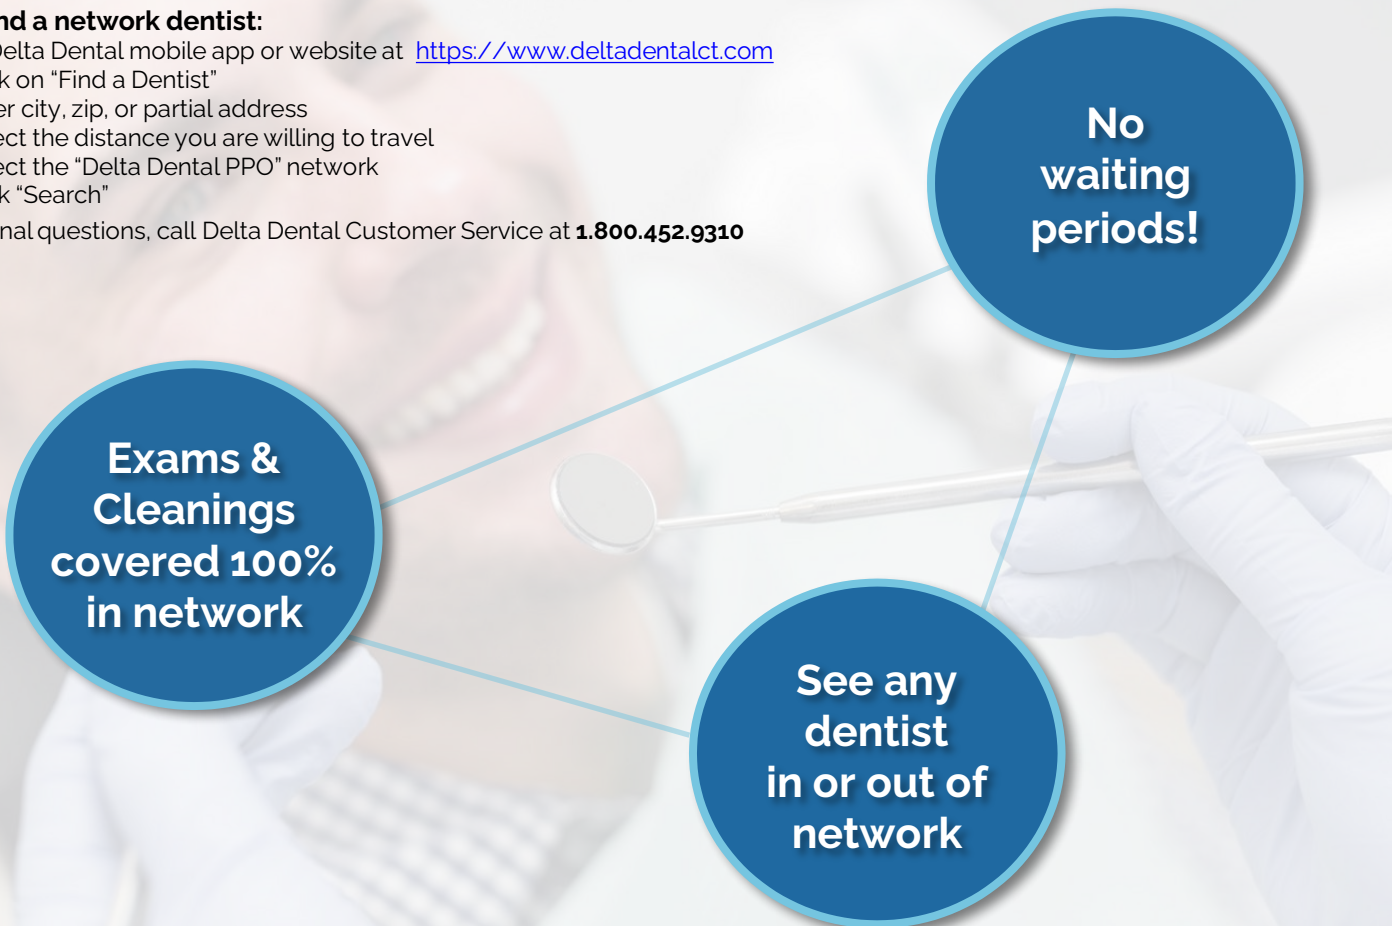 nd a network dentist:
Delta Dental mobile app or website at https://www.deltadentalct.com
k on “Find a Dentist”
er city, zip, or partial address
ect the distance you are willing to travel
ect the “Delta Dental PPO” network
k “Search”
nal questions, call Delta Dental Customer Service at 1.800.452.9310
No
waiting
periods!
Exams &
Cleanings
covered 100%
in network
See any
dentist
in or out of
network